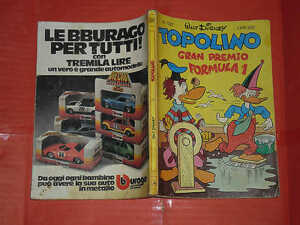 LE BBURAGO
PER TUTTI!
con
TREMILA LIRE
un vero e grande automodello
Da oggi ogni bambino
può avere la sua auto
in metallo
burago
WALT DISNEY
TOPOLINO
GRAN PREMIO
FORMULA 1